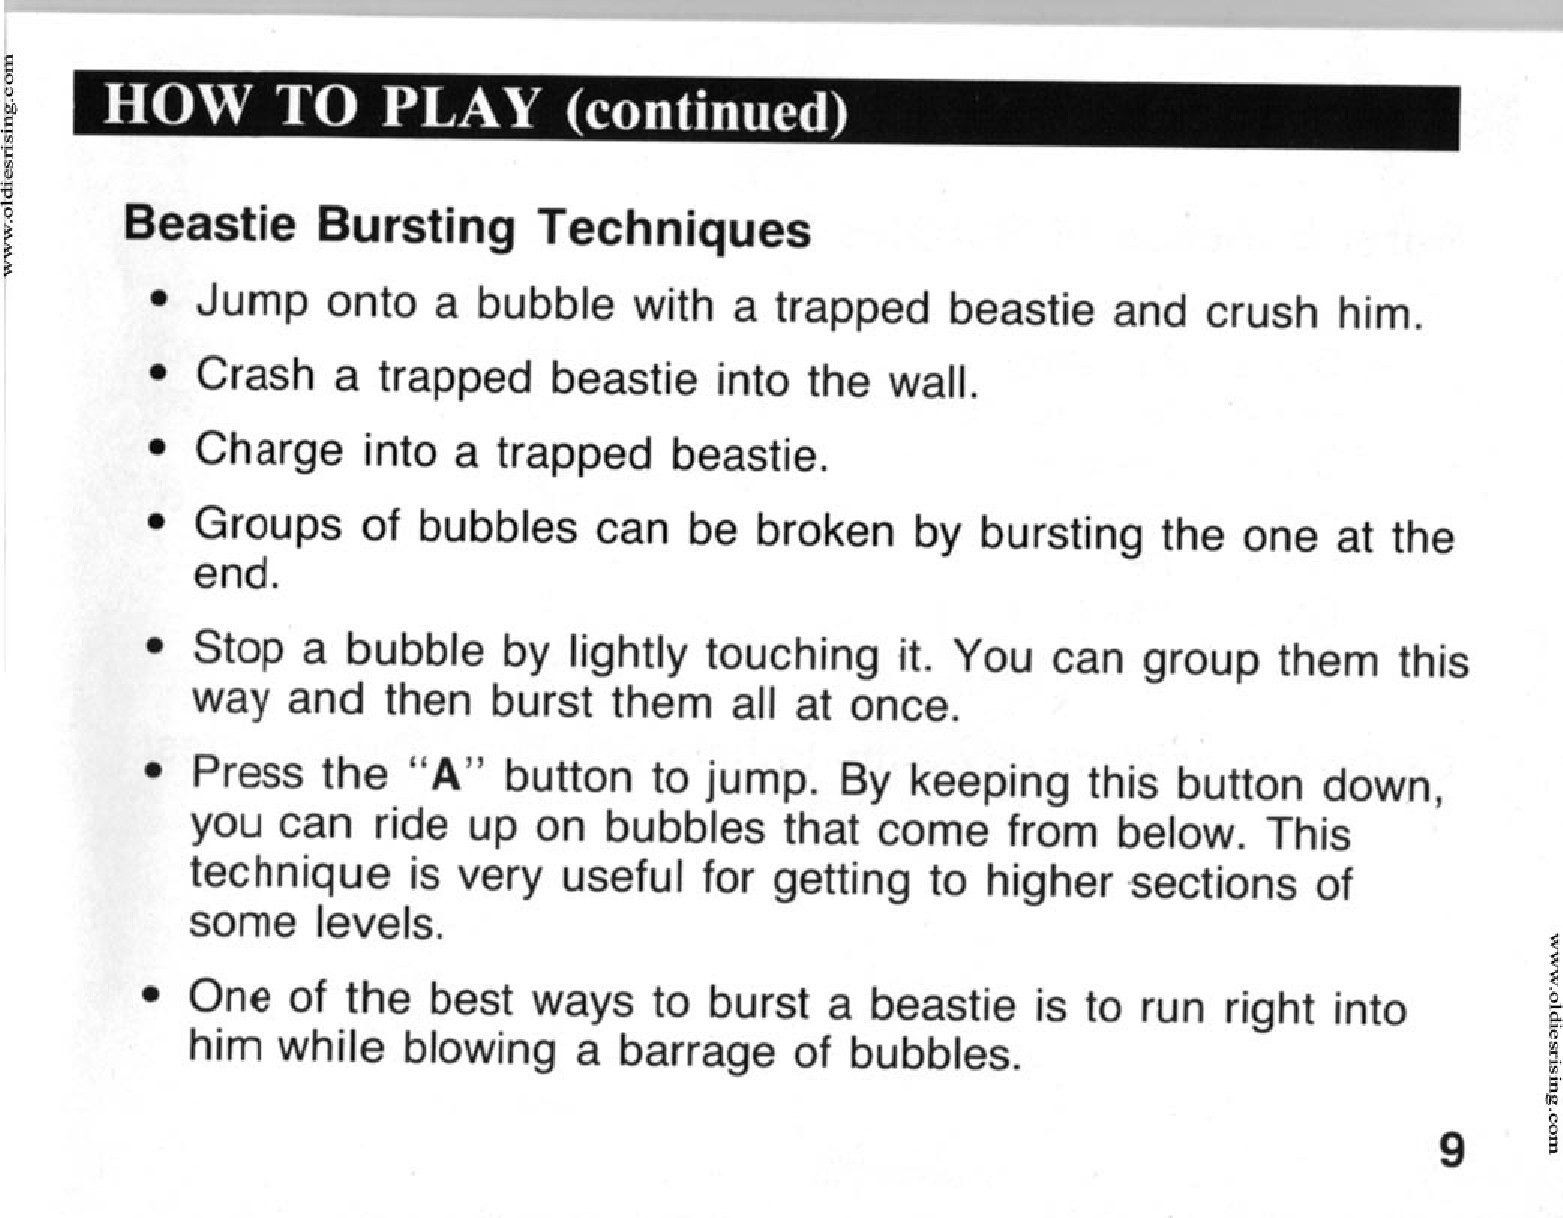 www.oldiesrising.com
HOW TO PLAY (continued)
Beastie Bursting Techniques
• Jump onto a bubble with a trapped beastie and crush him.
• Crash a trapped beastie into the wall.
• Charge into a trapped beastie.
• Groups of bubbles can be broken by bursting the one at the
end.
• Stop a bubble by lightly touching it. You can group them this
way and then burst them all at once.
• Press the “A” button to jump. By keeping this button down,
you can ride up on bubbles that come from below. This
technique is very useful for getting to higher sections of
some levels.
• One of the best ways to burst a beastie is to run right into
him while blowing a barrage of bubbles.
9
www.oldiesrising.com